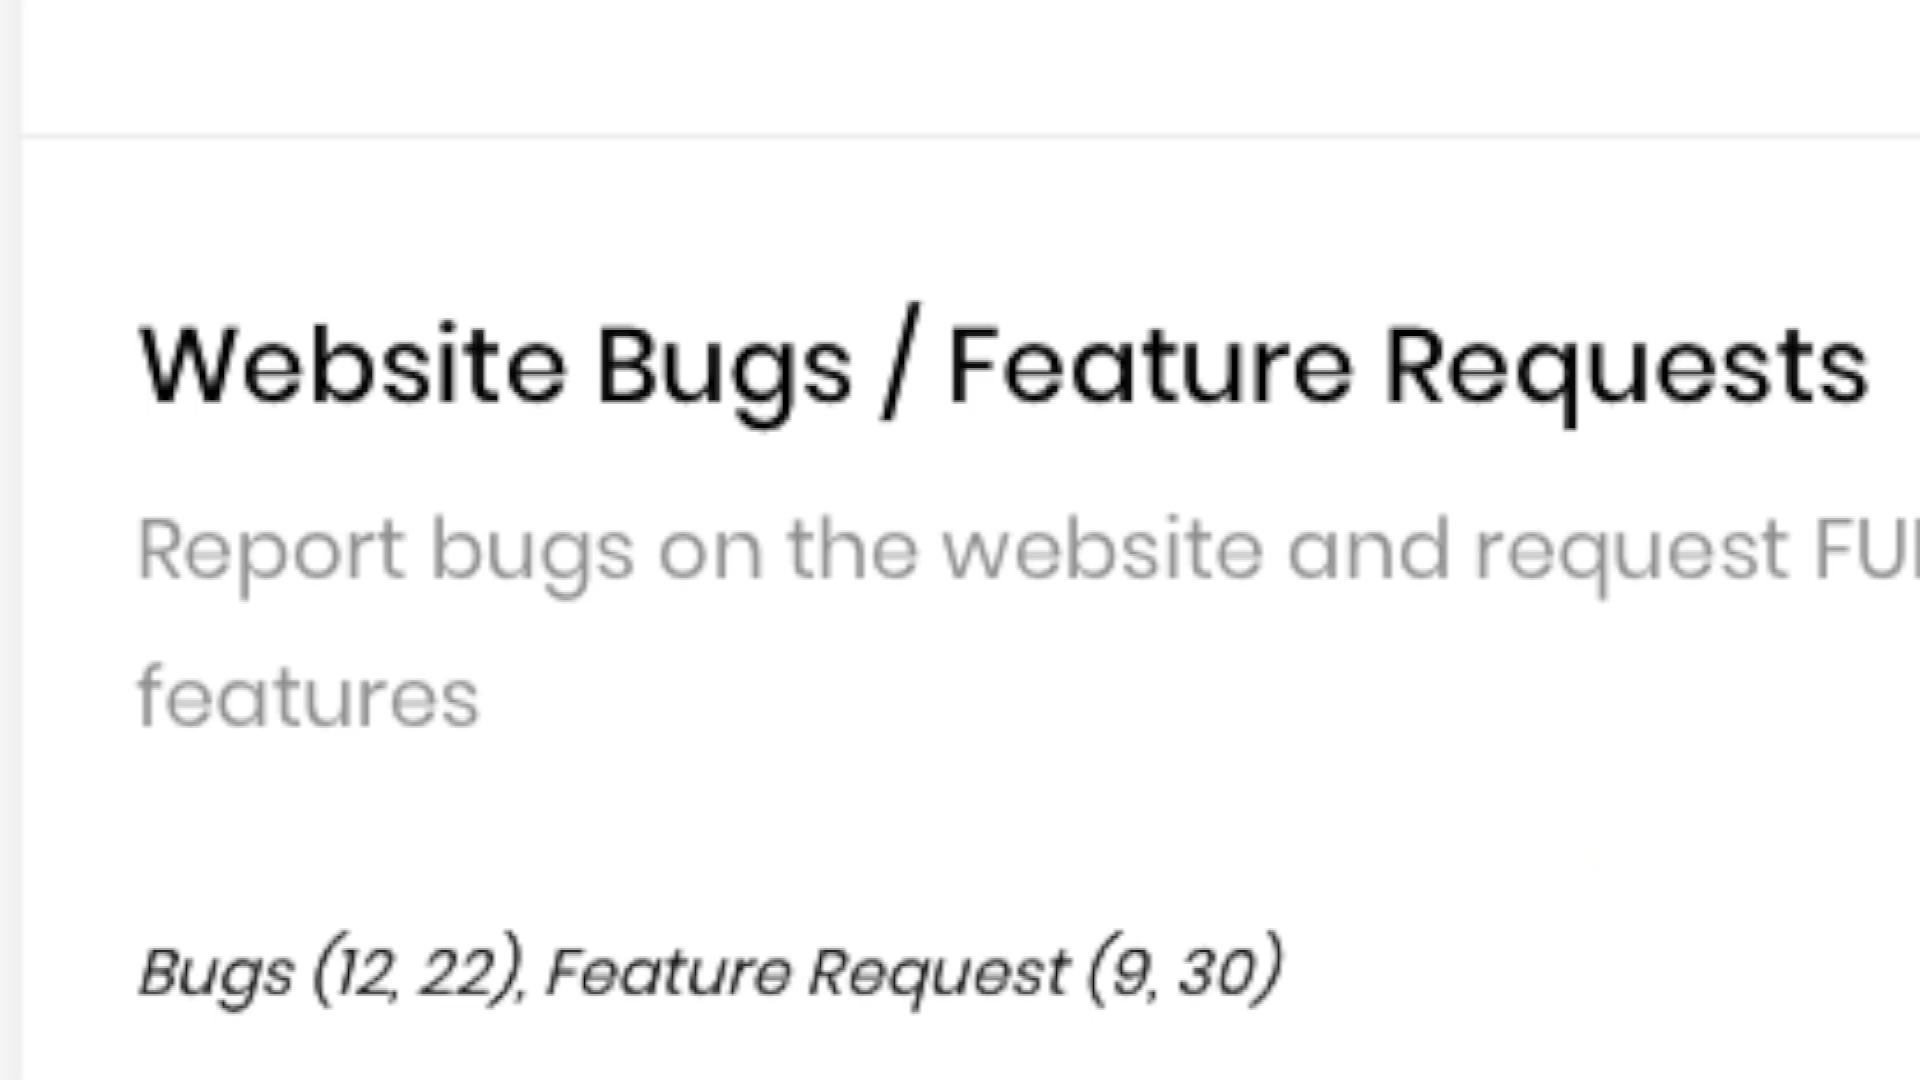 Website Bugs / Feature Requests
Report bugs on the website and request
features
Bugs (12, 22), Feature Request (9, 30)